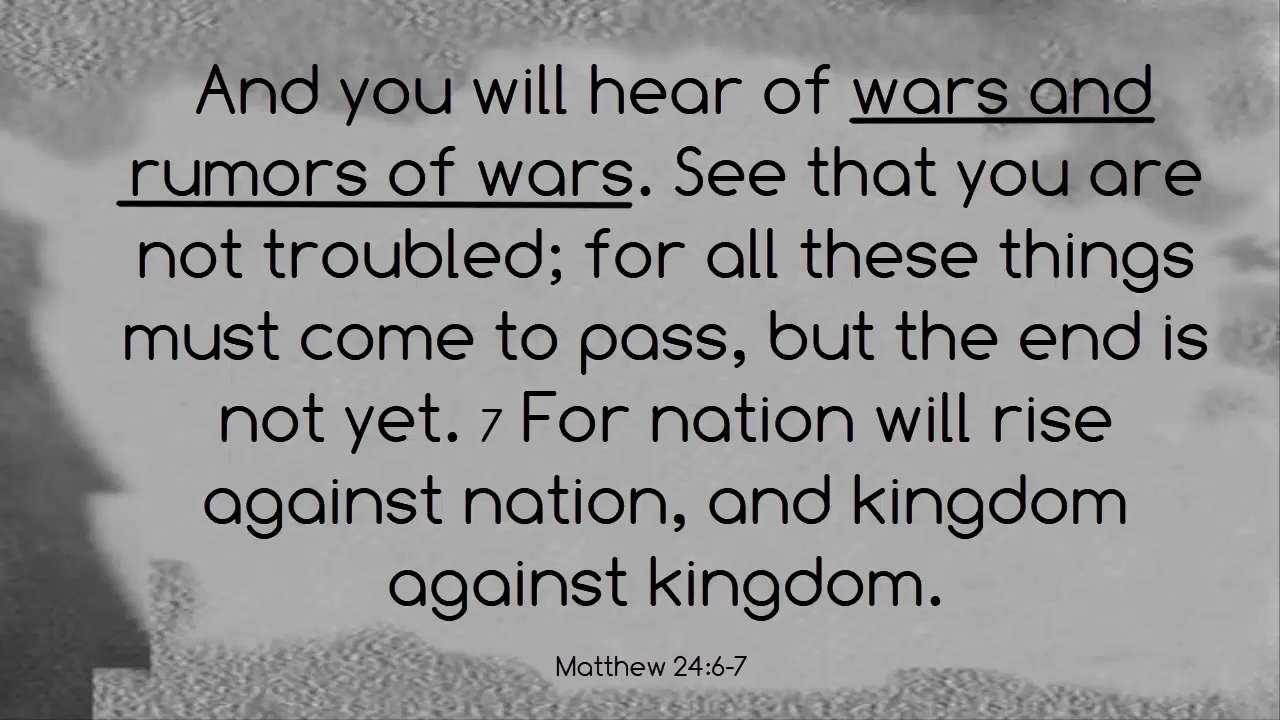 And you will hear of wars and
rumors of wars. See that you are
not troubled; for all these things
must come to pass, but the end is
not yet. 7 For nation will rise
against nation, and kingdom
against kingdom.
Matthew 24:6-7